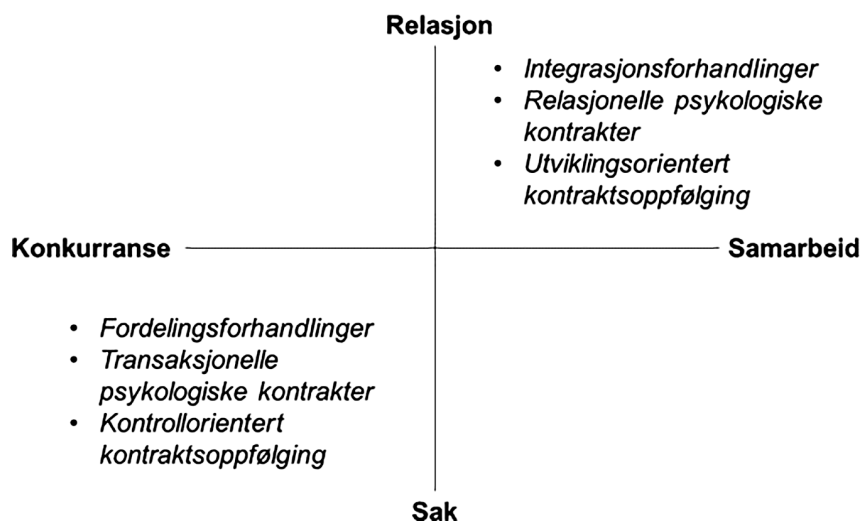 Relasjon
• Integrasjonsforhandlinger
• Relasjonelle psykologiske
kontrakter
• Utviklingsorientert
kontraktsoppfølging
Konkurranse
Samarbeid
• Fordelingsforhandlinger
• Transaksjonelle
psykologiske kontrakter
• Kontrollorientert
kontraktsoppfølging
Sak